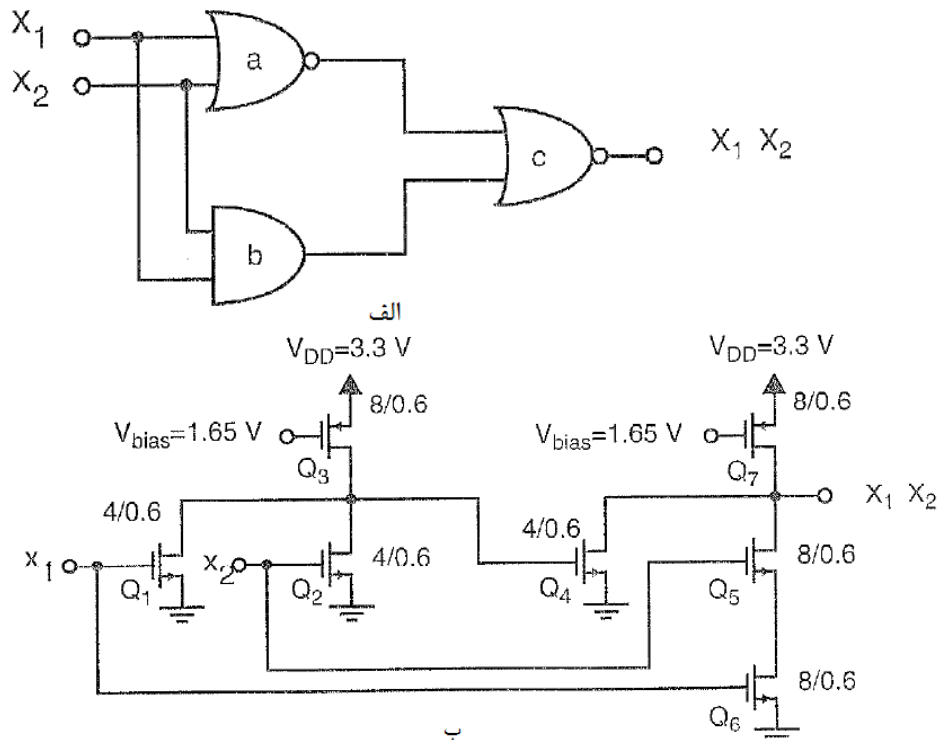 X1
X2
a
b
c
X1 X2
الف
VDD=3.3 V
8/0.6
Vbias=1.65 V
Q3
4/0.6
x1
Q1
x2
Q2
4/0.6
VDD=3.3 V
8/0.6
Vbias=1.65 V
Q7
X1 X2
4/0.6
Q4
8/0.6
Q5
8/0.6
Q6
ب